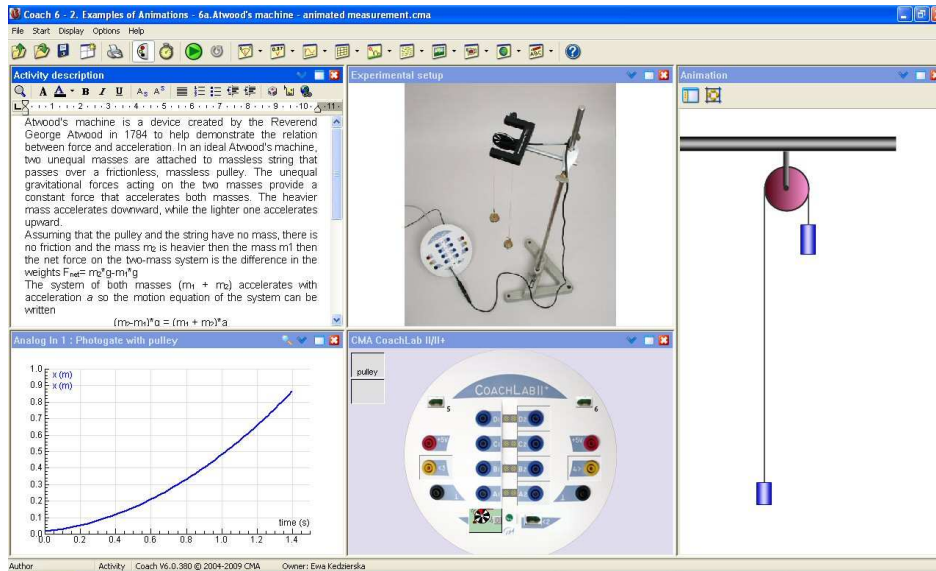 Coach 6 - 2. Examples of Animations - 6a.Atwood's machine - animated measurement.cma
File Start Display Options Help
Activity description
Atwood's machine is a device created by the Reverend
George Atwood in 1784 to help demonstrate the relation
between force and acceleration. In an ideal Atwood's machine,
two unequal masses are attached to massless string that
passes over a frictionless, massless pulley. The unequal
gravitational forces acting on the two masses provide a
constant force that accelerates both masses. The heavier
mass accelerates downward, while the lighter one accelerates
upward.
Assuming that the pulley and the string have no mass, there
is no friction and the mass m₂ is heavier then the mass m1 then
the net force on the two-mass system is the difference in the
weights Fnet= m₂*g-m₁*g
The system of both masses (m₁ + m₂) accelerates with
acceleration a so the motion equation of the system can be
written
(m₂-m₁)*g = (m₁ + m₂)*a
Experimental setup
Animation
Analog In 1 : Photogate with pulley
x (m)
x (m)
1.0
0.9
0.8
0.7
0.6
0.5
0.4
0.3
0.2
0.1
0.0
0.0 0.2 0.4 0.6 0.8 1.0 1.2 1.4
time (s)
CMA CoachLab II/II+
pulley
COACHLAB II+
5
6
+5V
+5V
Author Activity Coach V6.0.380 © 2004-2009 CMA Owner: Ewa Kedzierska